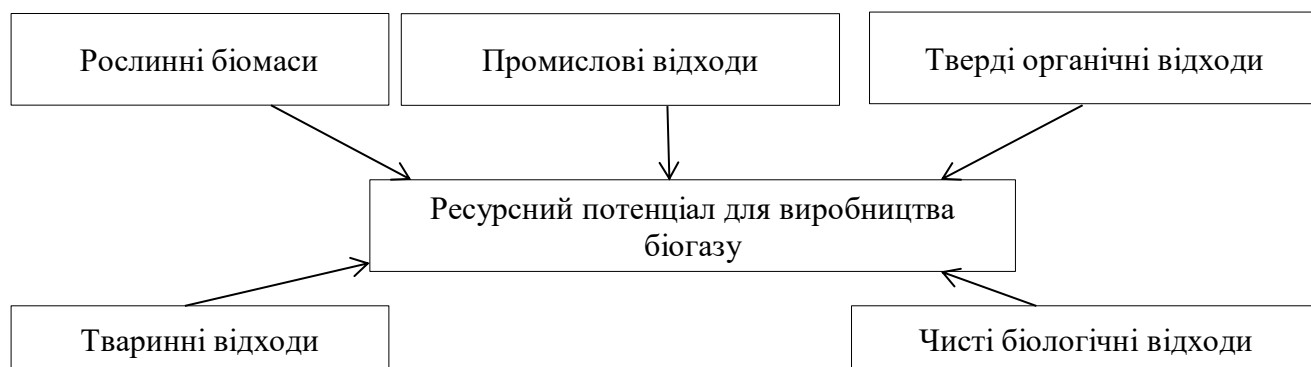 Рослинні біомаси
Промислові відходи
Тверді органічні відходи
Ресурсний потенціал для виробництва
біогазу
Тваринні відходи
Чисті біологічні відходи